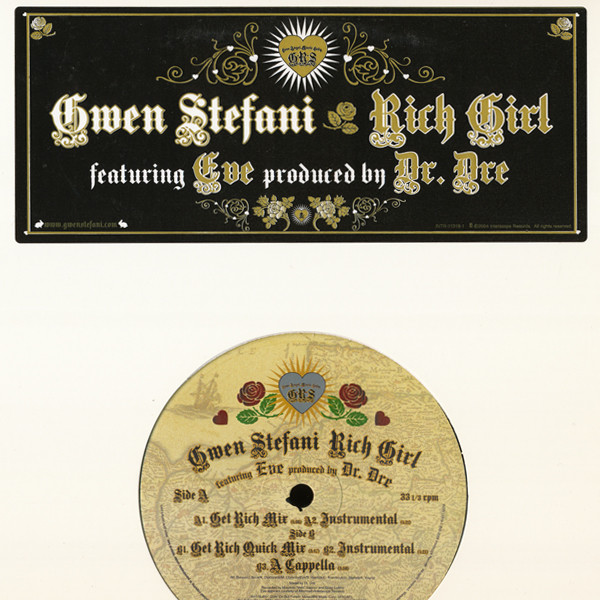 GRS
Gwen Stefani Rich Girl
featuring Eve produced by Dr. Dre
www.gwenstefani.com
GRS
Gwen Stefani Rich Girl
featuring Eve produced by Dr. Dre
Side A
33 1/3 rpm
A1. Get Rich Mix A2. Instrumental
Side B
B1. Get Rich Quick Mix B2. Instrumental
B3. A Cappella